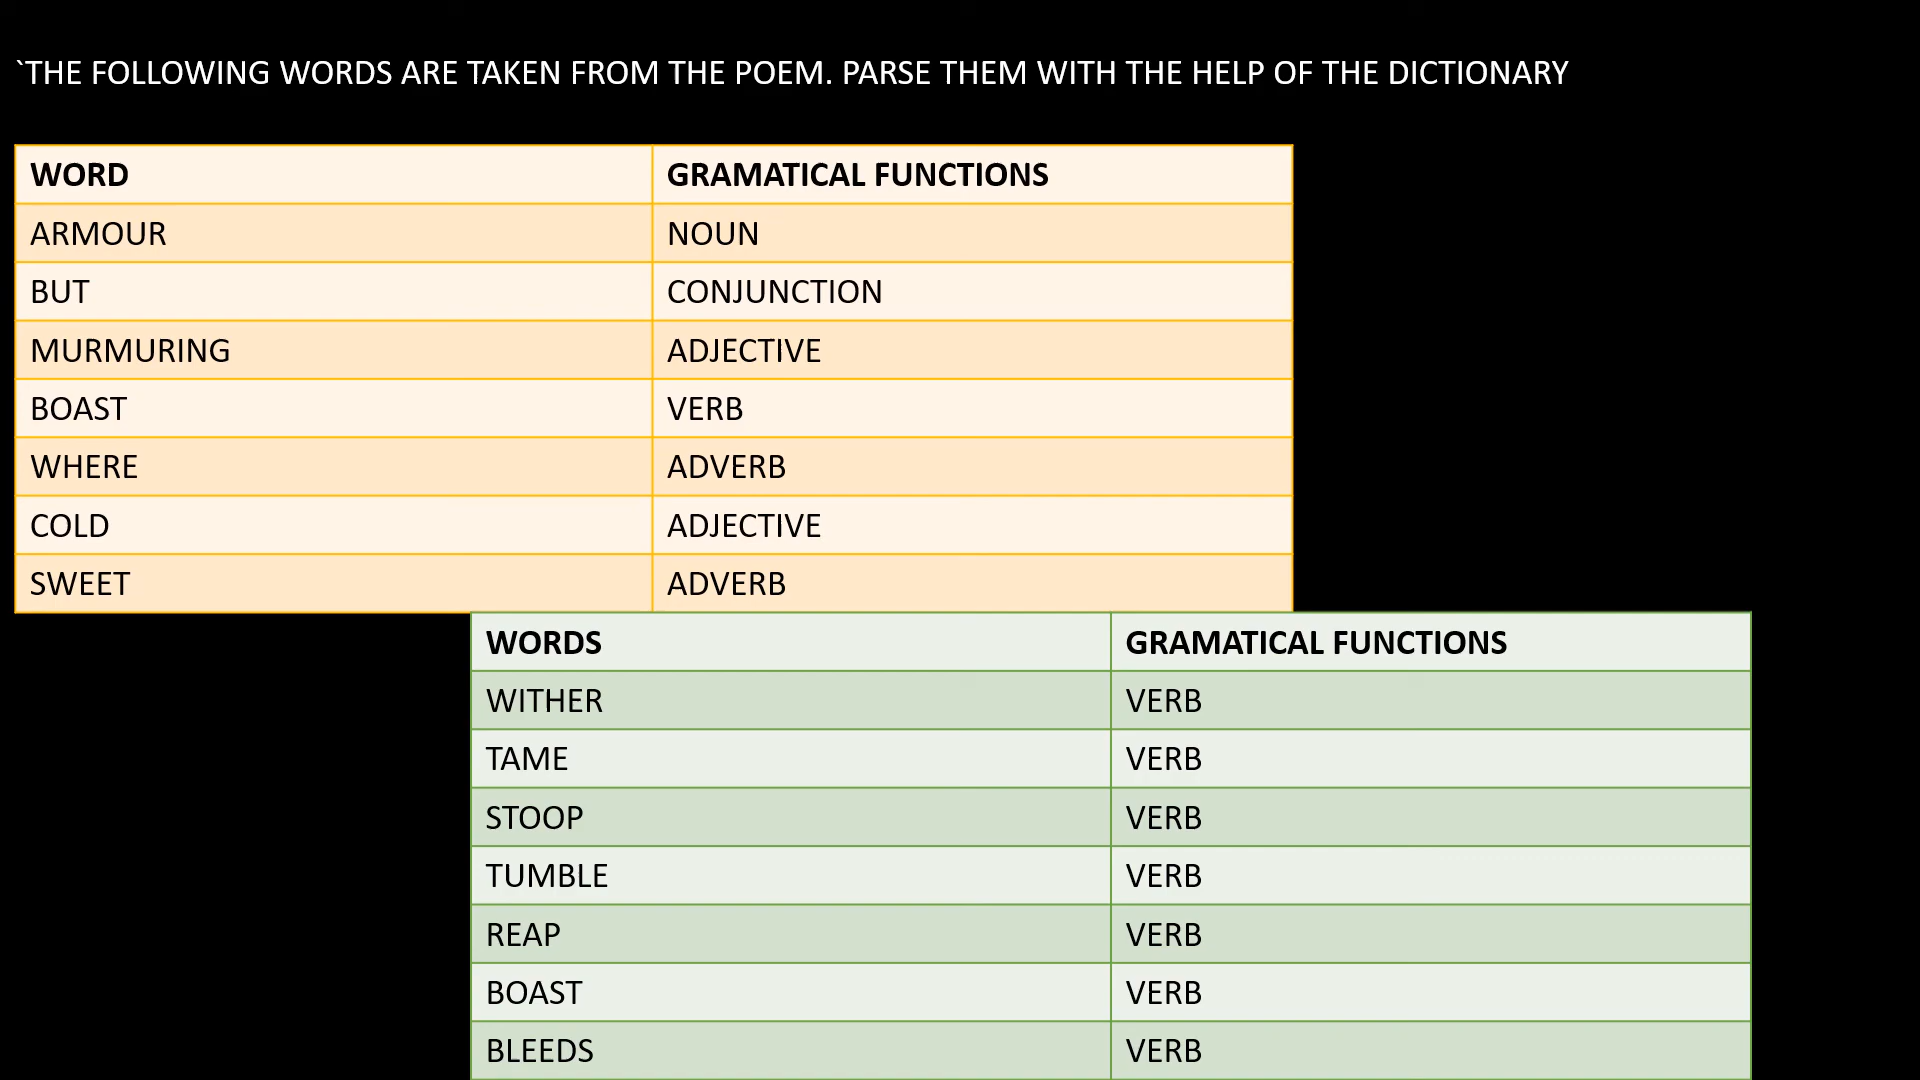 `THE FOLLOWING WORDS ARE TAKEN FROM THE POEM. PARSE THEM WITH THE HELP OF THE DICTIONARY
WORD GRAMATICAL FUNCTIONS
ARMOUR NOUN
BUT CONJUNCTION
MURMURING ADJECTIVE
BOAST VERB
WHERE ADVERB
COLD ADJECTIVE
SWEET ADVERB
WORDS GRAMATICAL FUNCTIONS
WITHER VERB
TAME VERB
STOOP VERB
TUMBLE VERB
REAP VERB
BOAST VERB
BLEEDS VERB